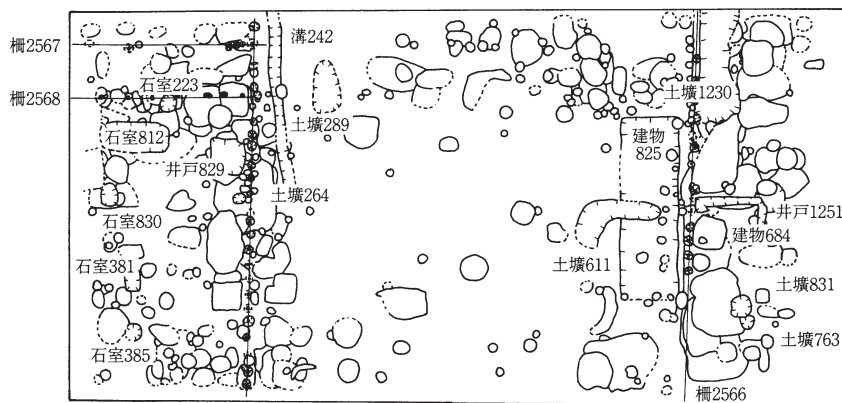 柵2567
柵2568
溝242
石室223
土壙289
石室812
井戸829
土壙264
石室830
石室381
石室385
土壙1230
建物
825
井戸1251
建物684
土壙611
土壙831
土壙763
柵2566